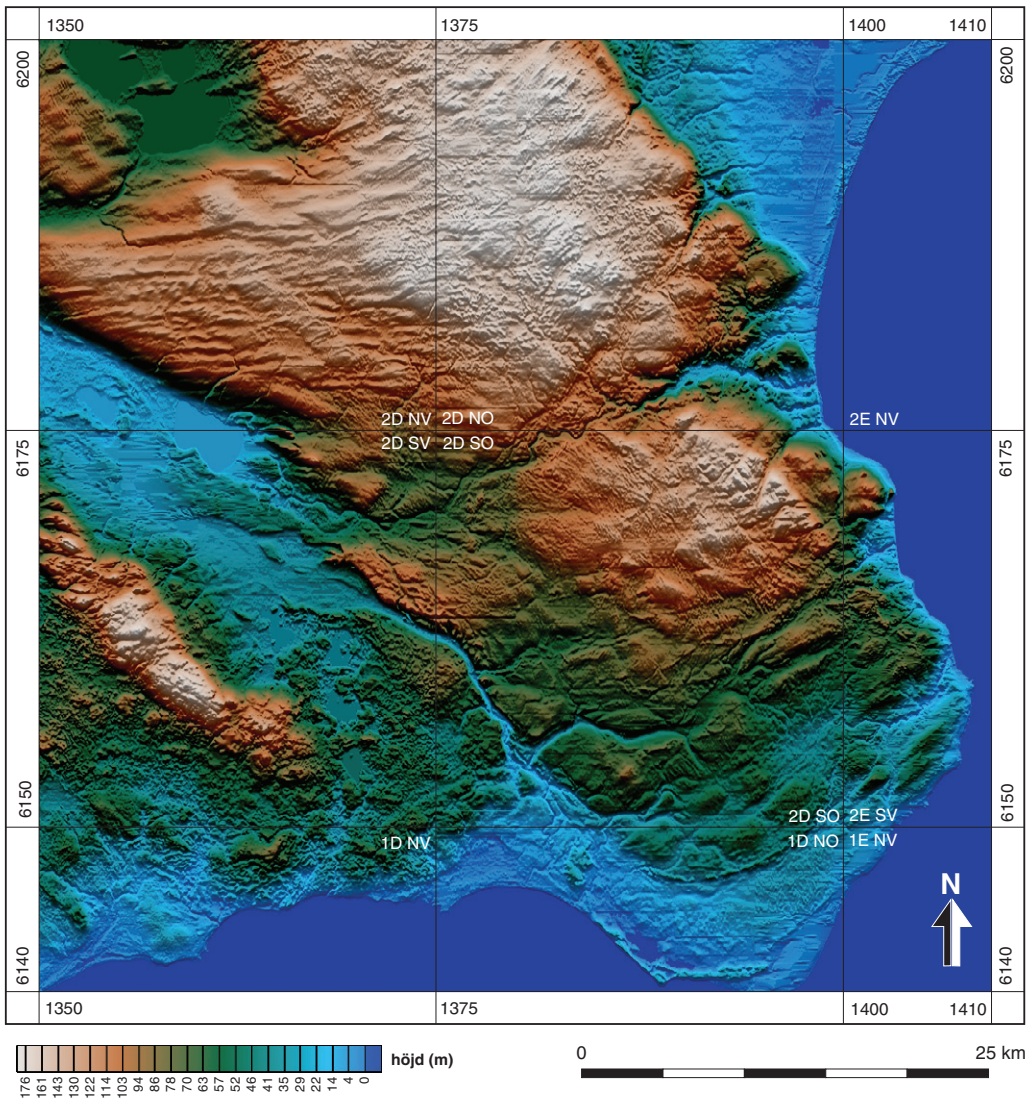 1350
1375
1400
1410
6200
6200
2D NV
2D NO
2E NV
2D SV
2D SO
6175
6175
6150
6150
2D SO
2E SV
1D NV
1D NO
1E NV
N
6140
6140
1350
1375
1400
1410
höjd (m)
176 161 143 130 122 114 103 94 86 78 70 63 57 52 46 41 35 29 22 14 4 0
0
25 km